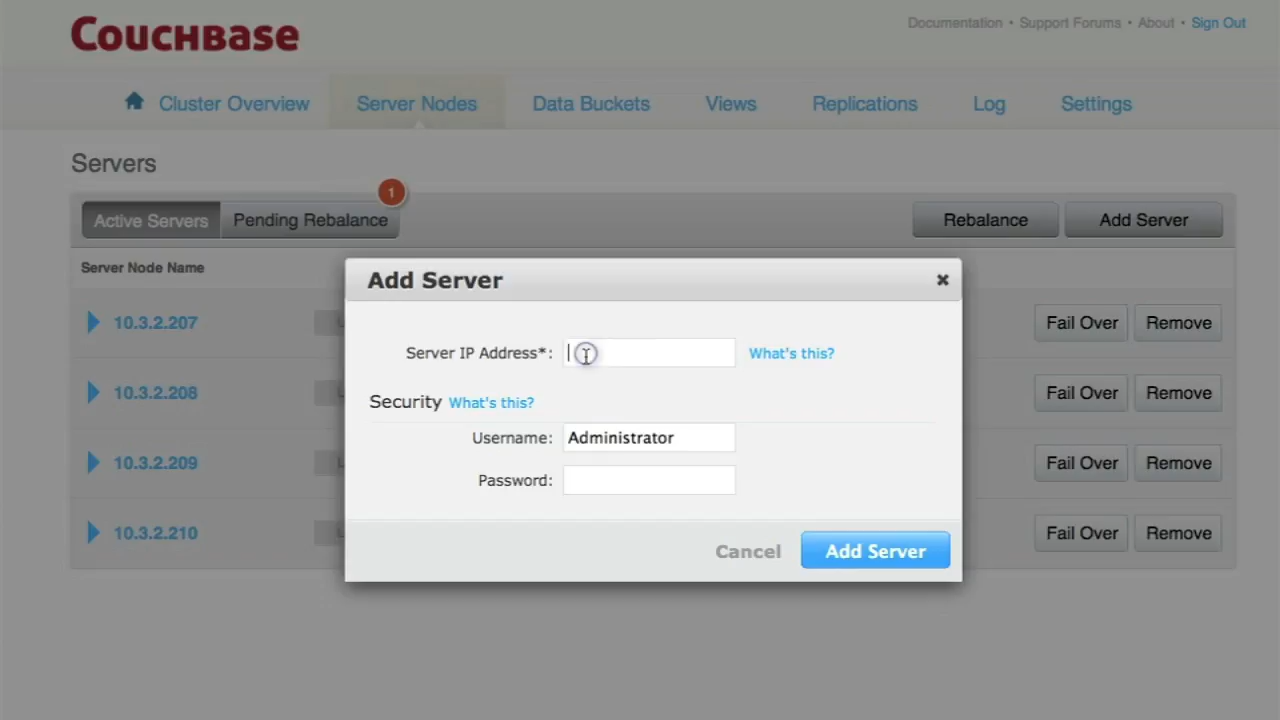 COUCHBASE
Documentation • Support Forums • About • Sign Out
Cluster Overview Server Nodes Data Buckets Views Replications Log Settings
Servers
1
Active Servers Pending Rebalance Rebalance Add Server
Server Node Name
Add Server
10.3.2.207 Fail Over Remove
Server IP Address*: What's this?
10.3.2.208 Fail Over Remove
Security What's this?
Username: Administrator
10.3.2.209 Fail Over Remove
Password:
10.3.2.210 Fail Over Remove
Cancel Add Server